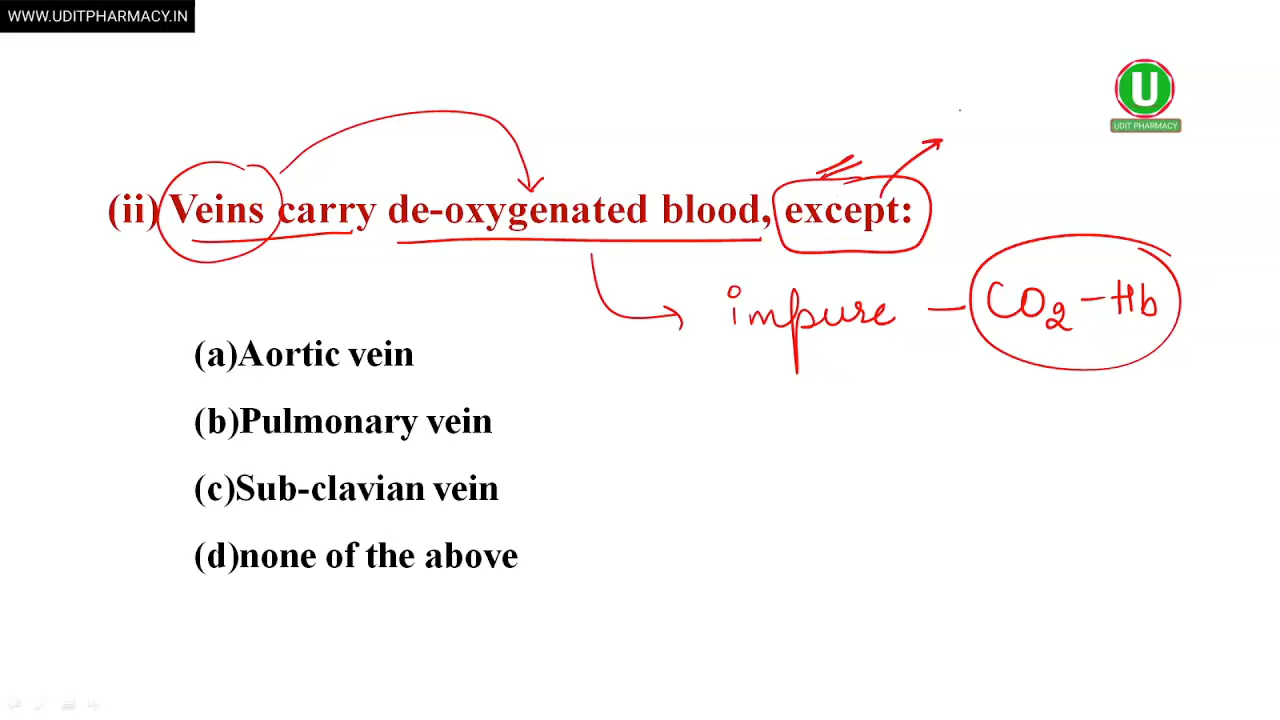 WWW.UDITPHARMACY.IN
U
UDIT PHARMACY
(ii) Veins carry de-oxygenated blood, except:
impure - CO2-Hb
(a)Aortic vein
(b)Pulmonary vein
(c)Sub-clavian vein
(d)none of the above